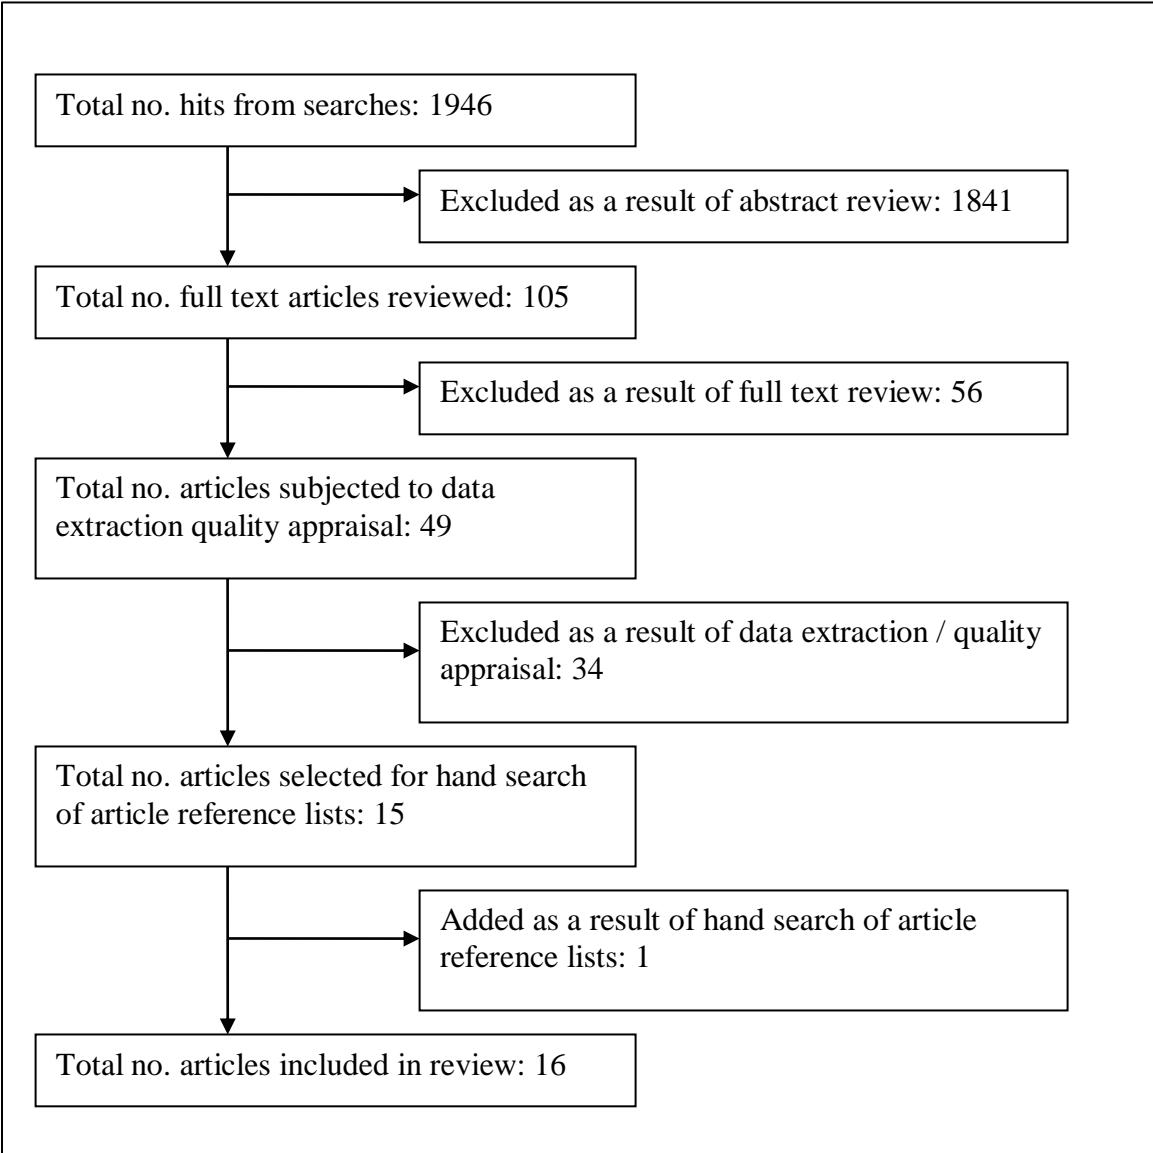 Total no. hits from searches: 1946
Excluded as a result of abstract review: 1841
Total no. full text articles reviewed: 105
Excluded as a result of full text review: 56
Total no. articles subjected to data
extraction quality appraisal: 49
Excluded as a result of data extraction / quality
appraisal: 34
Total no. articles selected for hand search
of article reference lists: 15
Added as a result of hand search of article
reference lists: 1
Total no. articles included in review: 16